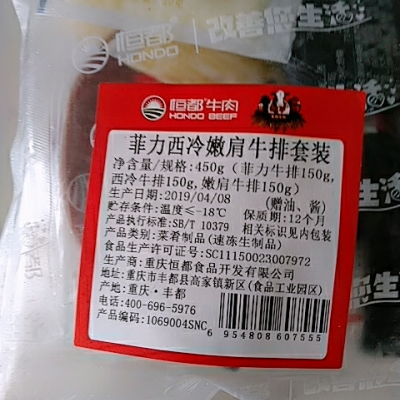 恒都
HONDO
改善您生活
恒都牛肉
HONDO BEEF
菲力西冷嫩肩牛排套装
净含量/规格:450g(菲力牛排150g,
西冷牛排150g,嫩肩牛排150g)
生产日期:2019/04/08 (赠油、酱)
贮存条件:温度≤-18℃ 保质期:12个月
产品执行标准:SB/T 10379 相关标识见内包装
产品类别:菜肴制品(速冻生制品)
食品生产许可证号:SC11150023007972
生产商:重庆恒都食品开发有限公司
地址:重庆市丰都县高家镇新区(食品工业园区)
产地:重庆·丰都
电话:400-696-5976
产品编码:1069004SNC
6 954808 607555